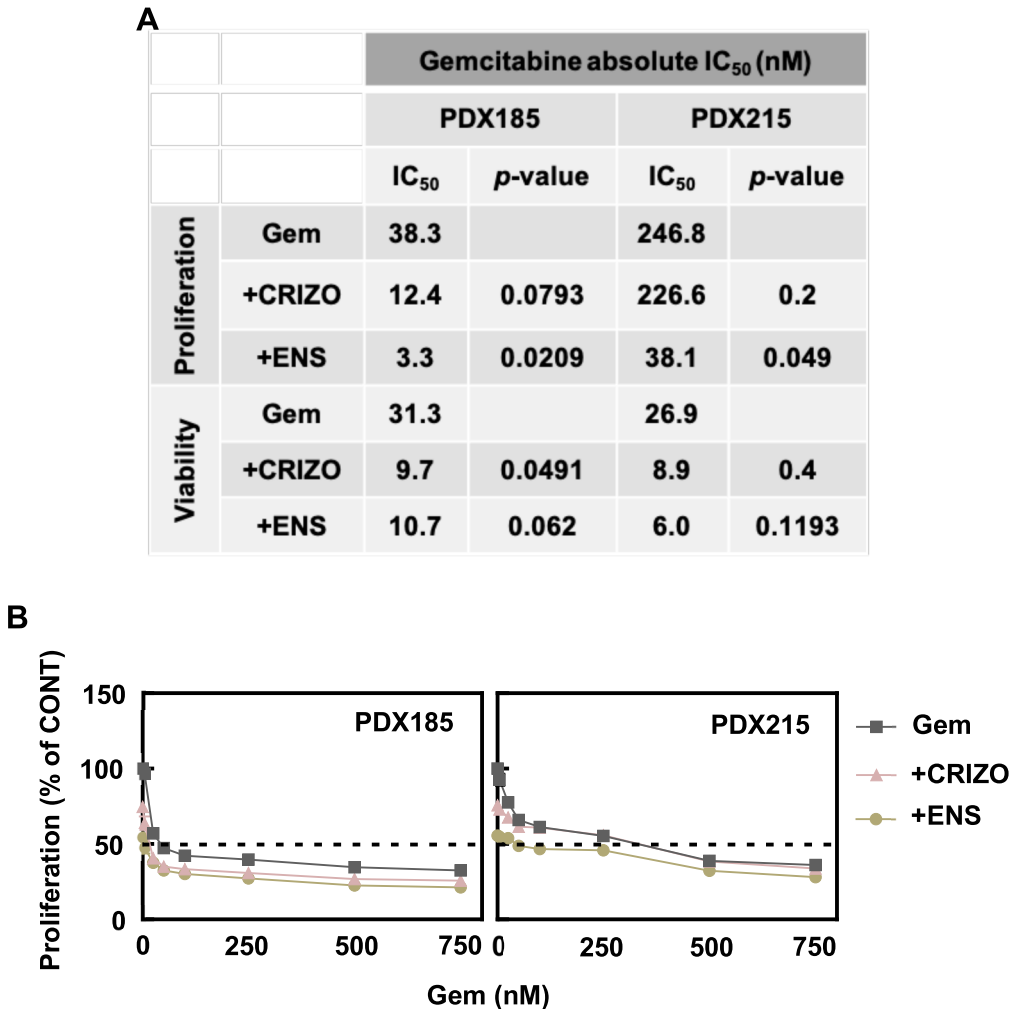 A
Gemcitabine absolute IC50 (nM)
PDX185 PDX215
IC50 p-value IC50 p-value
Proliferation
Gem 38.3 246.8
+CRIZO 12.4 0.0793 226.6 0.2
+ENS 3.3 0.0209 38.1 0.049
Viability
Gem 31.3 26.9
+CRIZO 9.7 0.0491 8.9 0.4
+ENS 10.7 0.062 6.0 0.1193
B
Proliferation (% of CONT)
150
100
50
0
PDX185
PDX215
0 250 500 750
0 250 500 750
Gem (nM)
Gem
+CRIZO
+ENS